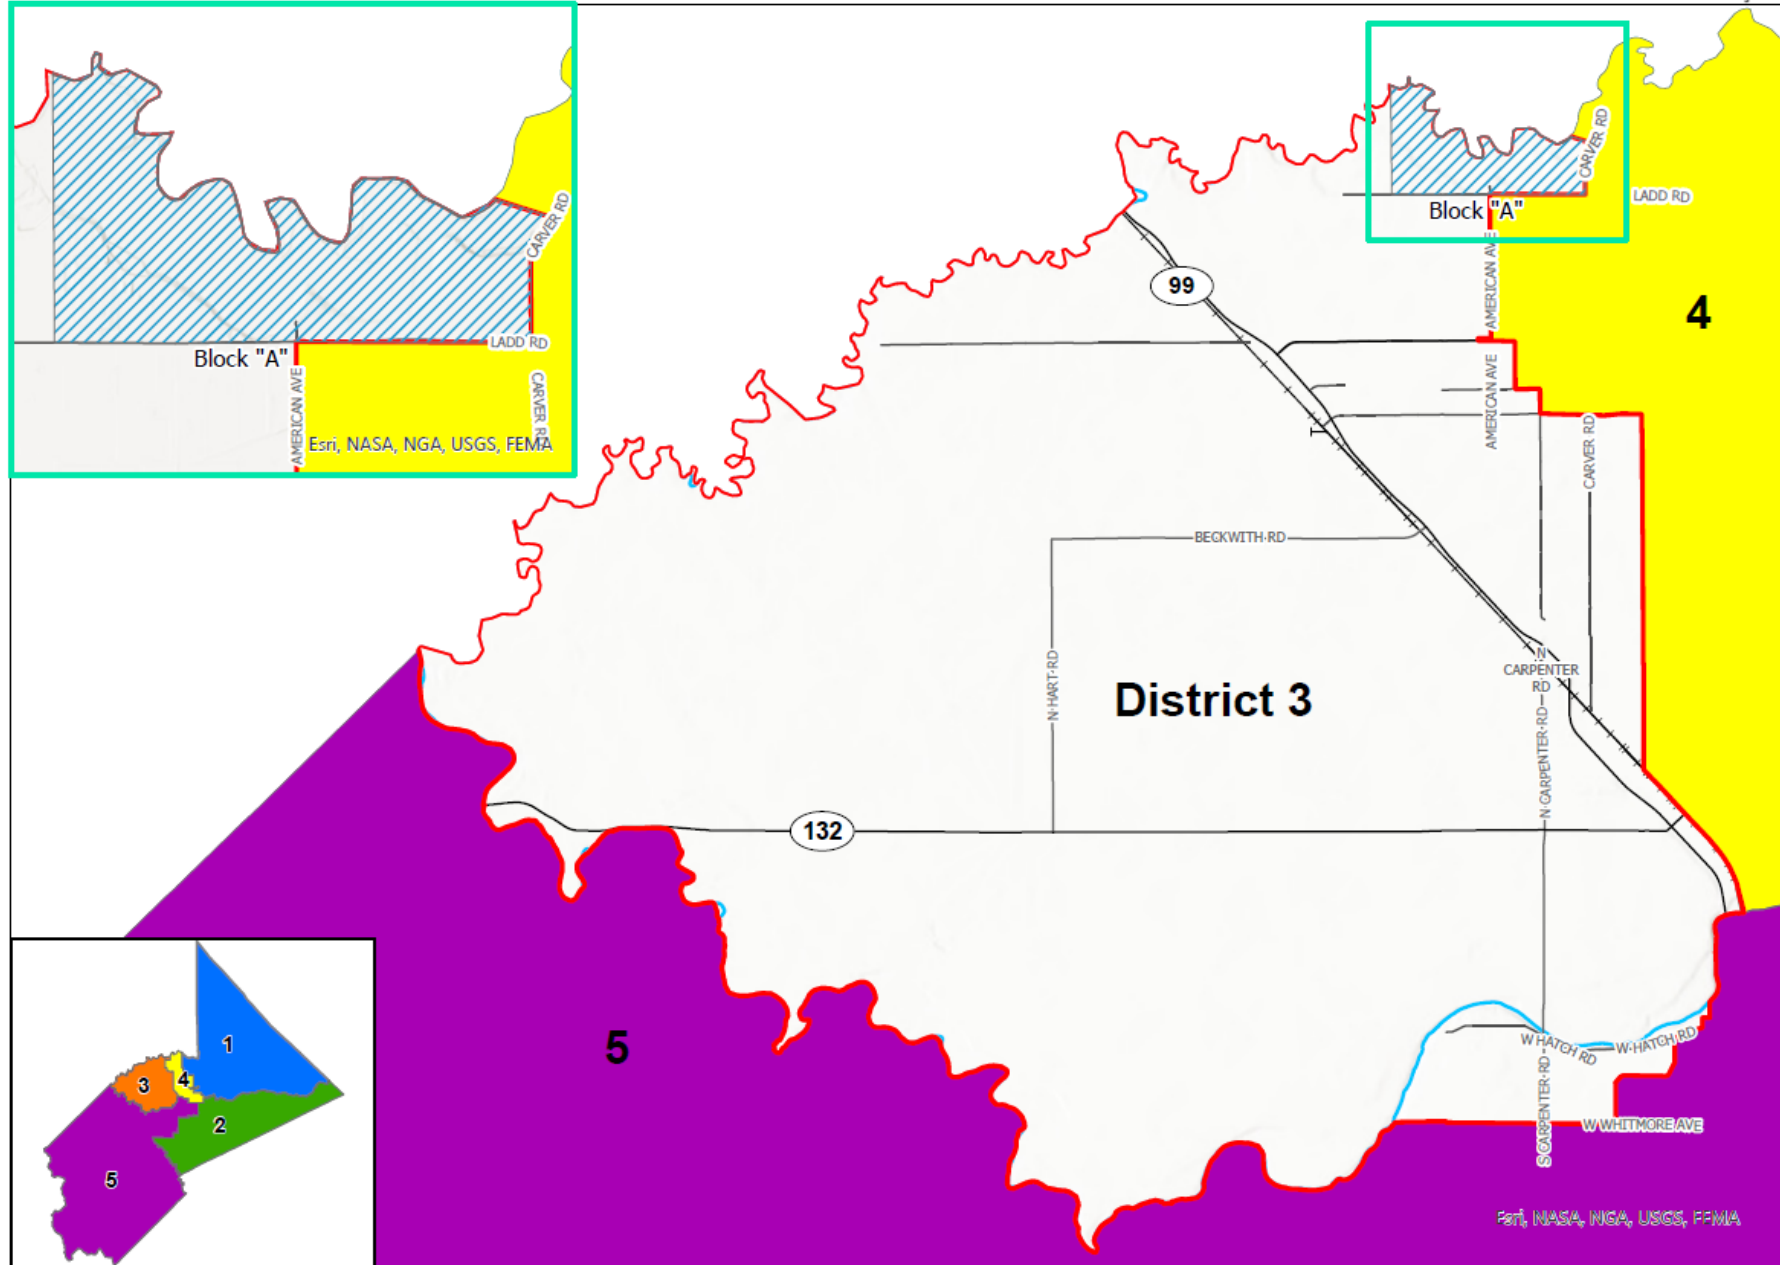 CARVER RD
LADD RD
Block "A"
AMERICAN AVE
CARVER RD
Esri, NASA, NGA, USGS, FEMA
CARVER RD
LADD RD
Block "A"
AMERICAN AVE
99
4
AMERICAN AVE
CARVER RD
BECKWITH RD
N HART RD
N
CARPENTER
RD
District 3
N CARPENTER RD
132
5
W HATCH RD
W HATCH RD
S CARPENTER RD
W WHITMORE AVE
Esri, NASA, NGA, USGS, FEMA
1
3
4
2
5